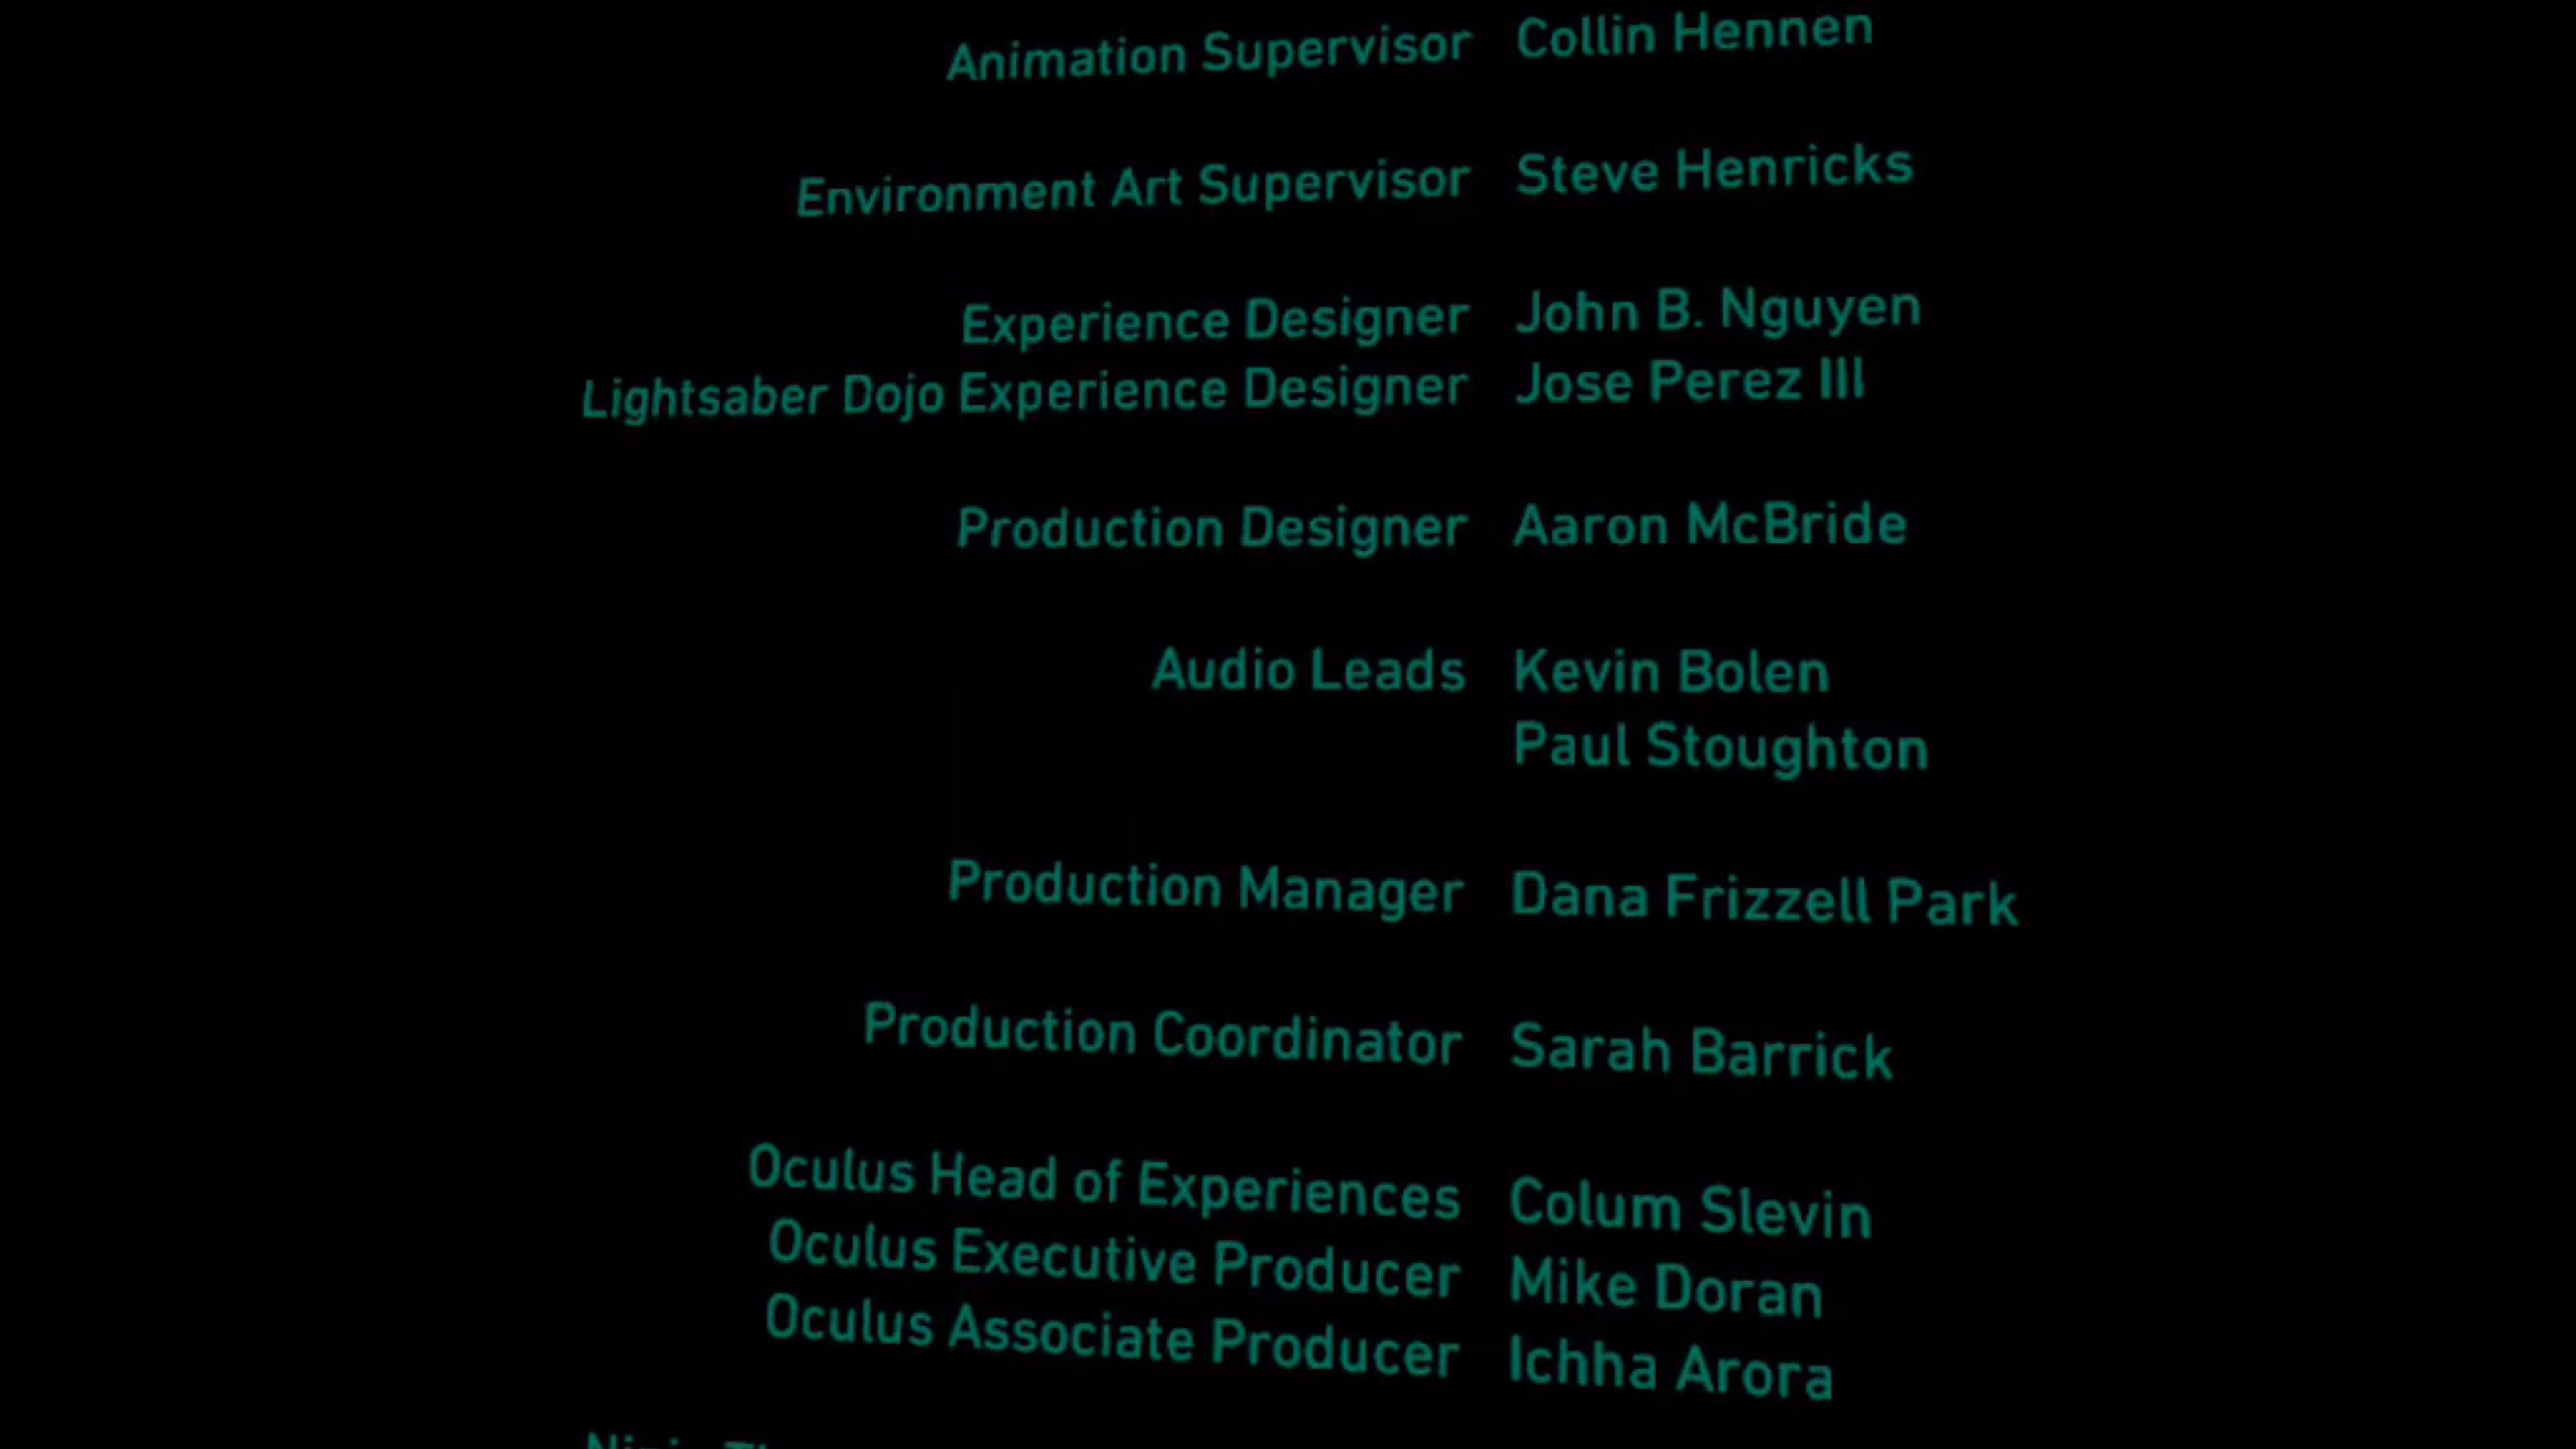 Animation Supervisor Collin Hennen
Environment Art Supervisor Steve Henricks
Experience Designer John B. Nguyen
Lightsaber Dojo Experience Designer Jose Perez III
Production Designer Aaron McBride
Audio Leads Kevin Bolen
Paul Stoughton
Production Manager Dana Frizzell Park
Production Coordinator Sarah Barrick
Oculus Head of Experiences Colum Slevin
Oculus Executive Producer Mike Doran
Oculus Associate Producer Ichha Arora